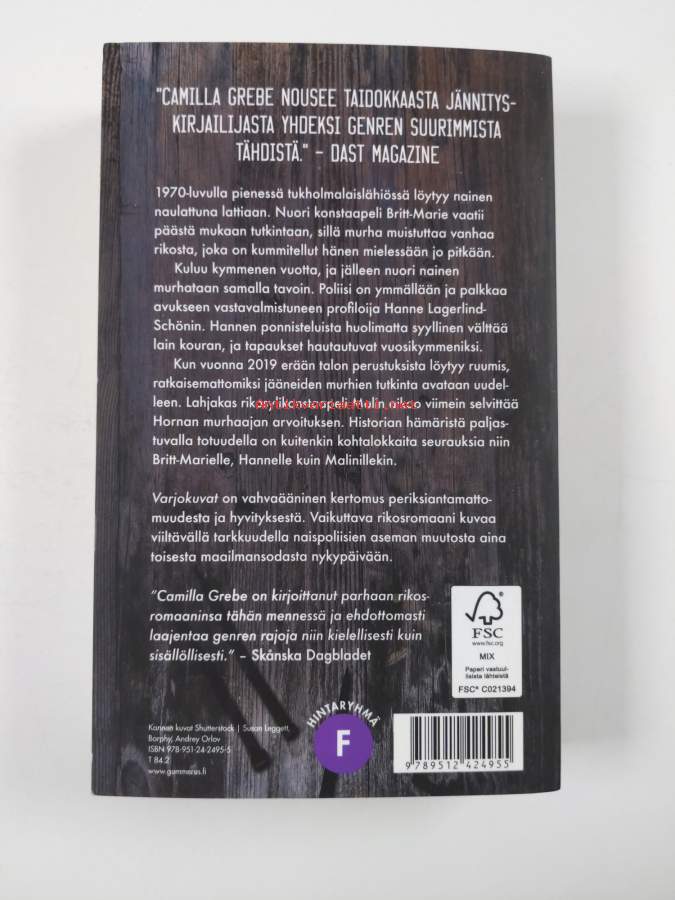 "CAMILLA GREBE NOUSEE TAIDOKKAASTA JÄNNITYS-
KIRJAILIJASTA YHDEKSI GENREN SUURIMMISTA
TÄHDISTÄ." – DAST MAGAZINE
1970-luvulla pienessä tukholmalaislähiössä löytyy nainen
naulattuna lattiaan. Nuori konstaapeli Britt-Marie vaatii
päästä mukaan tutkintaan, sillä murha muistuttaa vanhaa
rikosta, joka on kummitellut hänen mielessään jo pitkään.
Kuluu kymmenen vuotta, ja jälleen nuori nainen
murhataan samalla tavoin. Poliisi on ymmällään ja palkkaa
avukseen vastavalmistuneen profiloija Hanne Lagerlind-
Schönin. Hannen ponnisteluista huolimatta syyllinen välttää
lain kouran, ja tapaukset hautautuvat vuosikymmeniksi.
Kun vuonna 2019 erään talon perustuksista löytyy ruumis,
ratkaisemattomiksi jääneiden murhien tutkinta avataan uudel-
leen. Lahjakas rikosylikonstaapeli Malin aikoo viimein selvittää
Hornan murhaajan arvoituksen. Historian hämäristä paljas-
tuvalla totuudella on kuitenkin kohtalokkaita seurauksia niin
Britt-Marielle, Hannelle kuin Malinillekin.
Varjokuvat on vahvaääninen kertomus periksiantamatto-
muudesta ja hyvityksestä. Vaikuttava rikosromaani kuvaa
viiltävällä tarkkuudella naispoliisien aseman muutosta aina
toisesta maailmansodasta nykypäivään.
"Camilla Grebe on kirjoittanut parhaan rikos-
romaaninsa tähän mennessä ja ehdottomasti
laajentaa genren rajoja niin kielellisesti kuin
sisällöllisesti." – Skånska Dagbladet
FSC
www.fsc.org
MIX
Paperi vastuul-
lisista lähteistä
FSC® C021394
HINTARYHMÄ
F
Kannen kuvat Shutterstock | Susan Leggett,
Borphy, Andrey Orlov
ISBN 978-951-24-2495-5
T 84.2
www.gummerus.fi
9789512424955